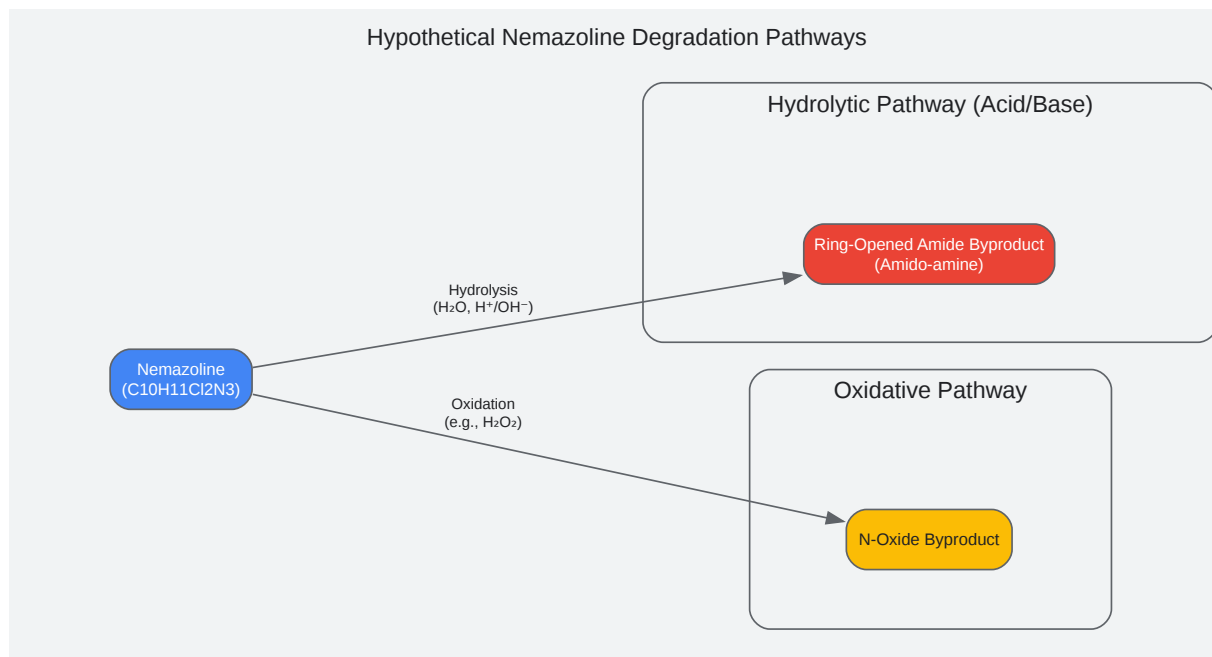 Hypothetical Nemazoline Degradation Pathways
Hydrolytic Pathway (Acid/Base)
Ring-Opened Amide Byproduct
(Amido-amine)
Hydrolysis
(H₂O, H⁺/OH⁻)
Nemazoline
(C10H11Cl2N3)
Oxidation
(e.g., H₂O₂)
Oxidative Pathway
N-Oxide Byproduct